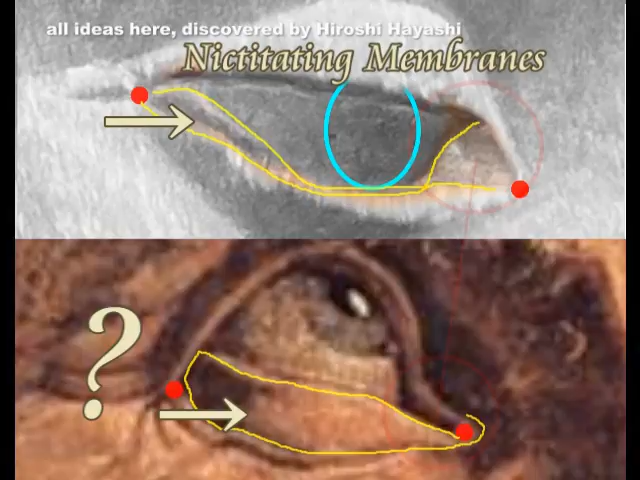 all ideas here, discovered by Hiroshi Hayashi
Nictitating Membranes
?